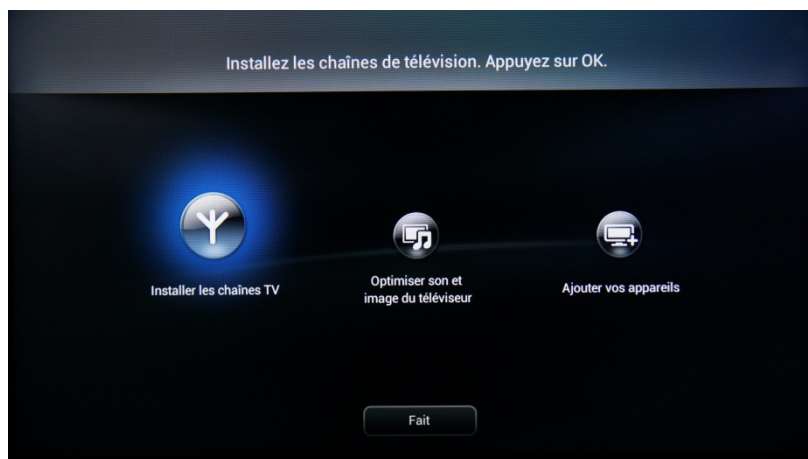 Installez les chaînes de télévision. Appuyez sur OK.
Installer les chaînes TV
Optimiser son et
image du téléviseur
Ajouter vos appareils
Fait